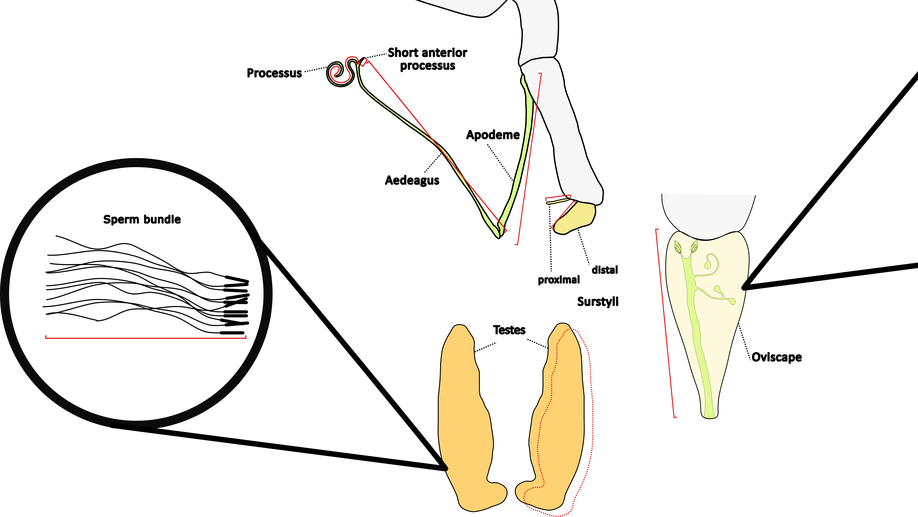 Short anterior
processus
Processus
Apodeme
Aedeagus
Sperm bundle
distal
proximal
Surstyli
Testes
Oviscape